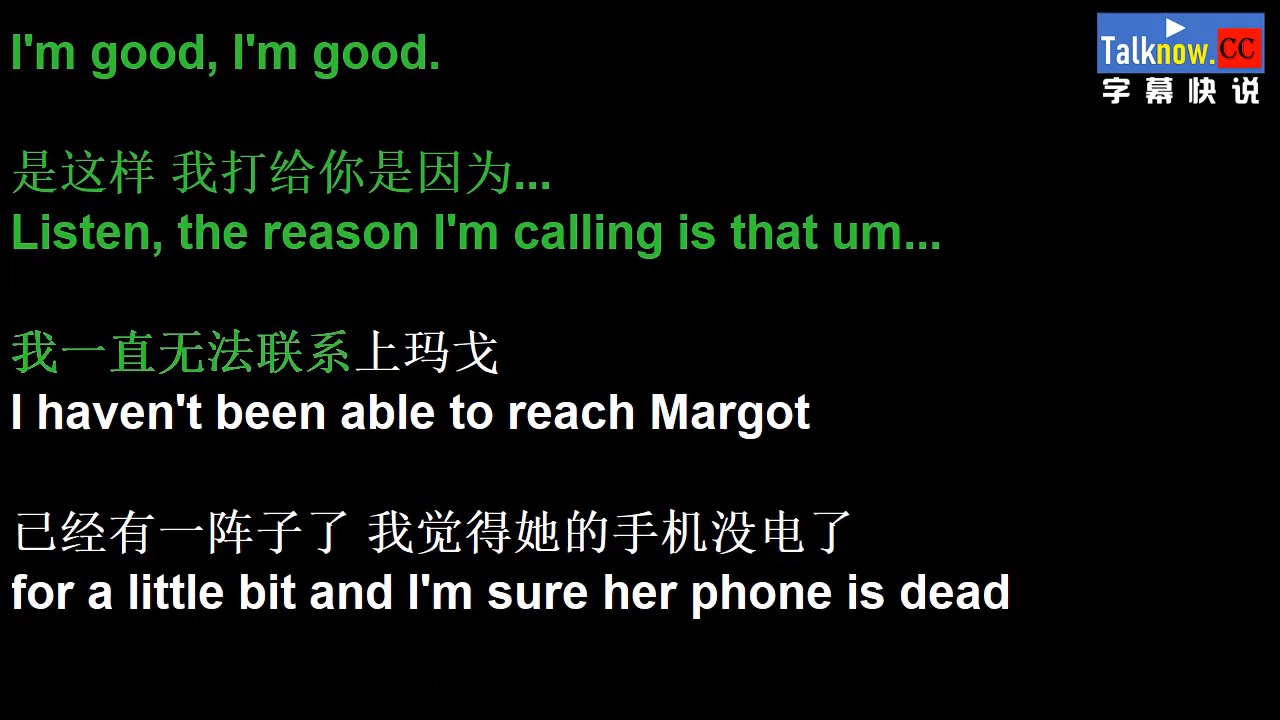 I'm good, I'm good.
Talknow.CC
字幕快说
是这样 我打给你是因为...
Listen, the reason I'm calling is that um...
我一直无法联系上玛戈
I haven't been able to reach Margot
已经有一阵子了 我觉得她的手机没电了
for a little bit and I'm sure her phone is dead